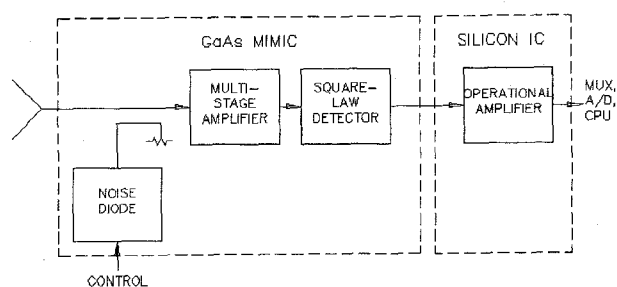 GaAs MIMIC
SILICON IC
MULTI-
STAGE
AMPLIFIER
SQUARE-
LAW
DETECTOR
OPERATIONAL
AMPLIFIER
MUX,
A/D,
CPU
NOISE
DIODE
CONTROL